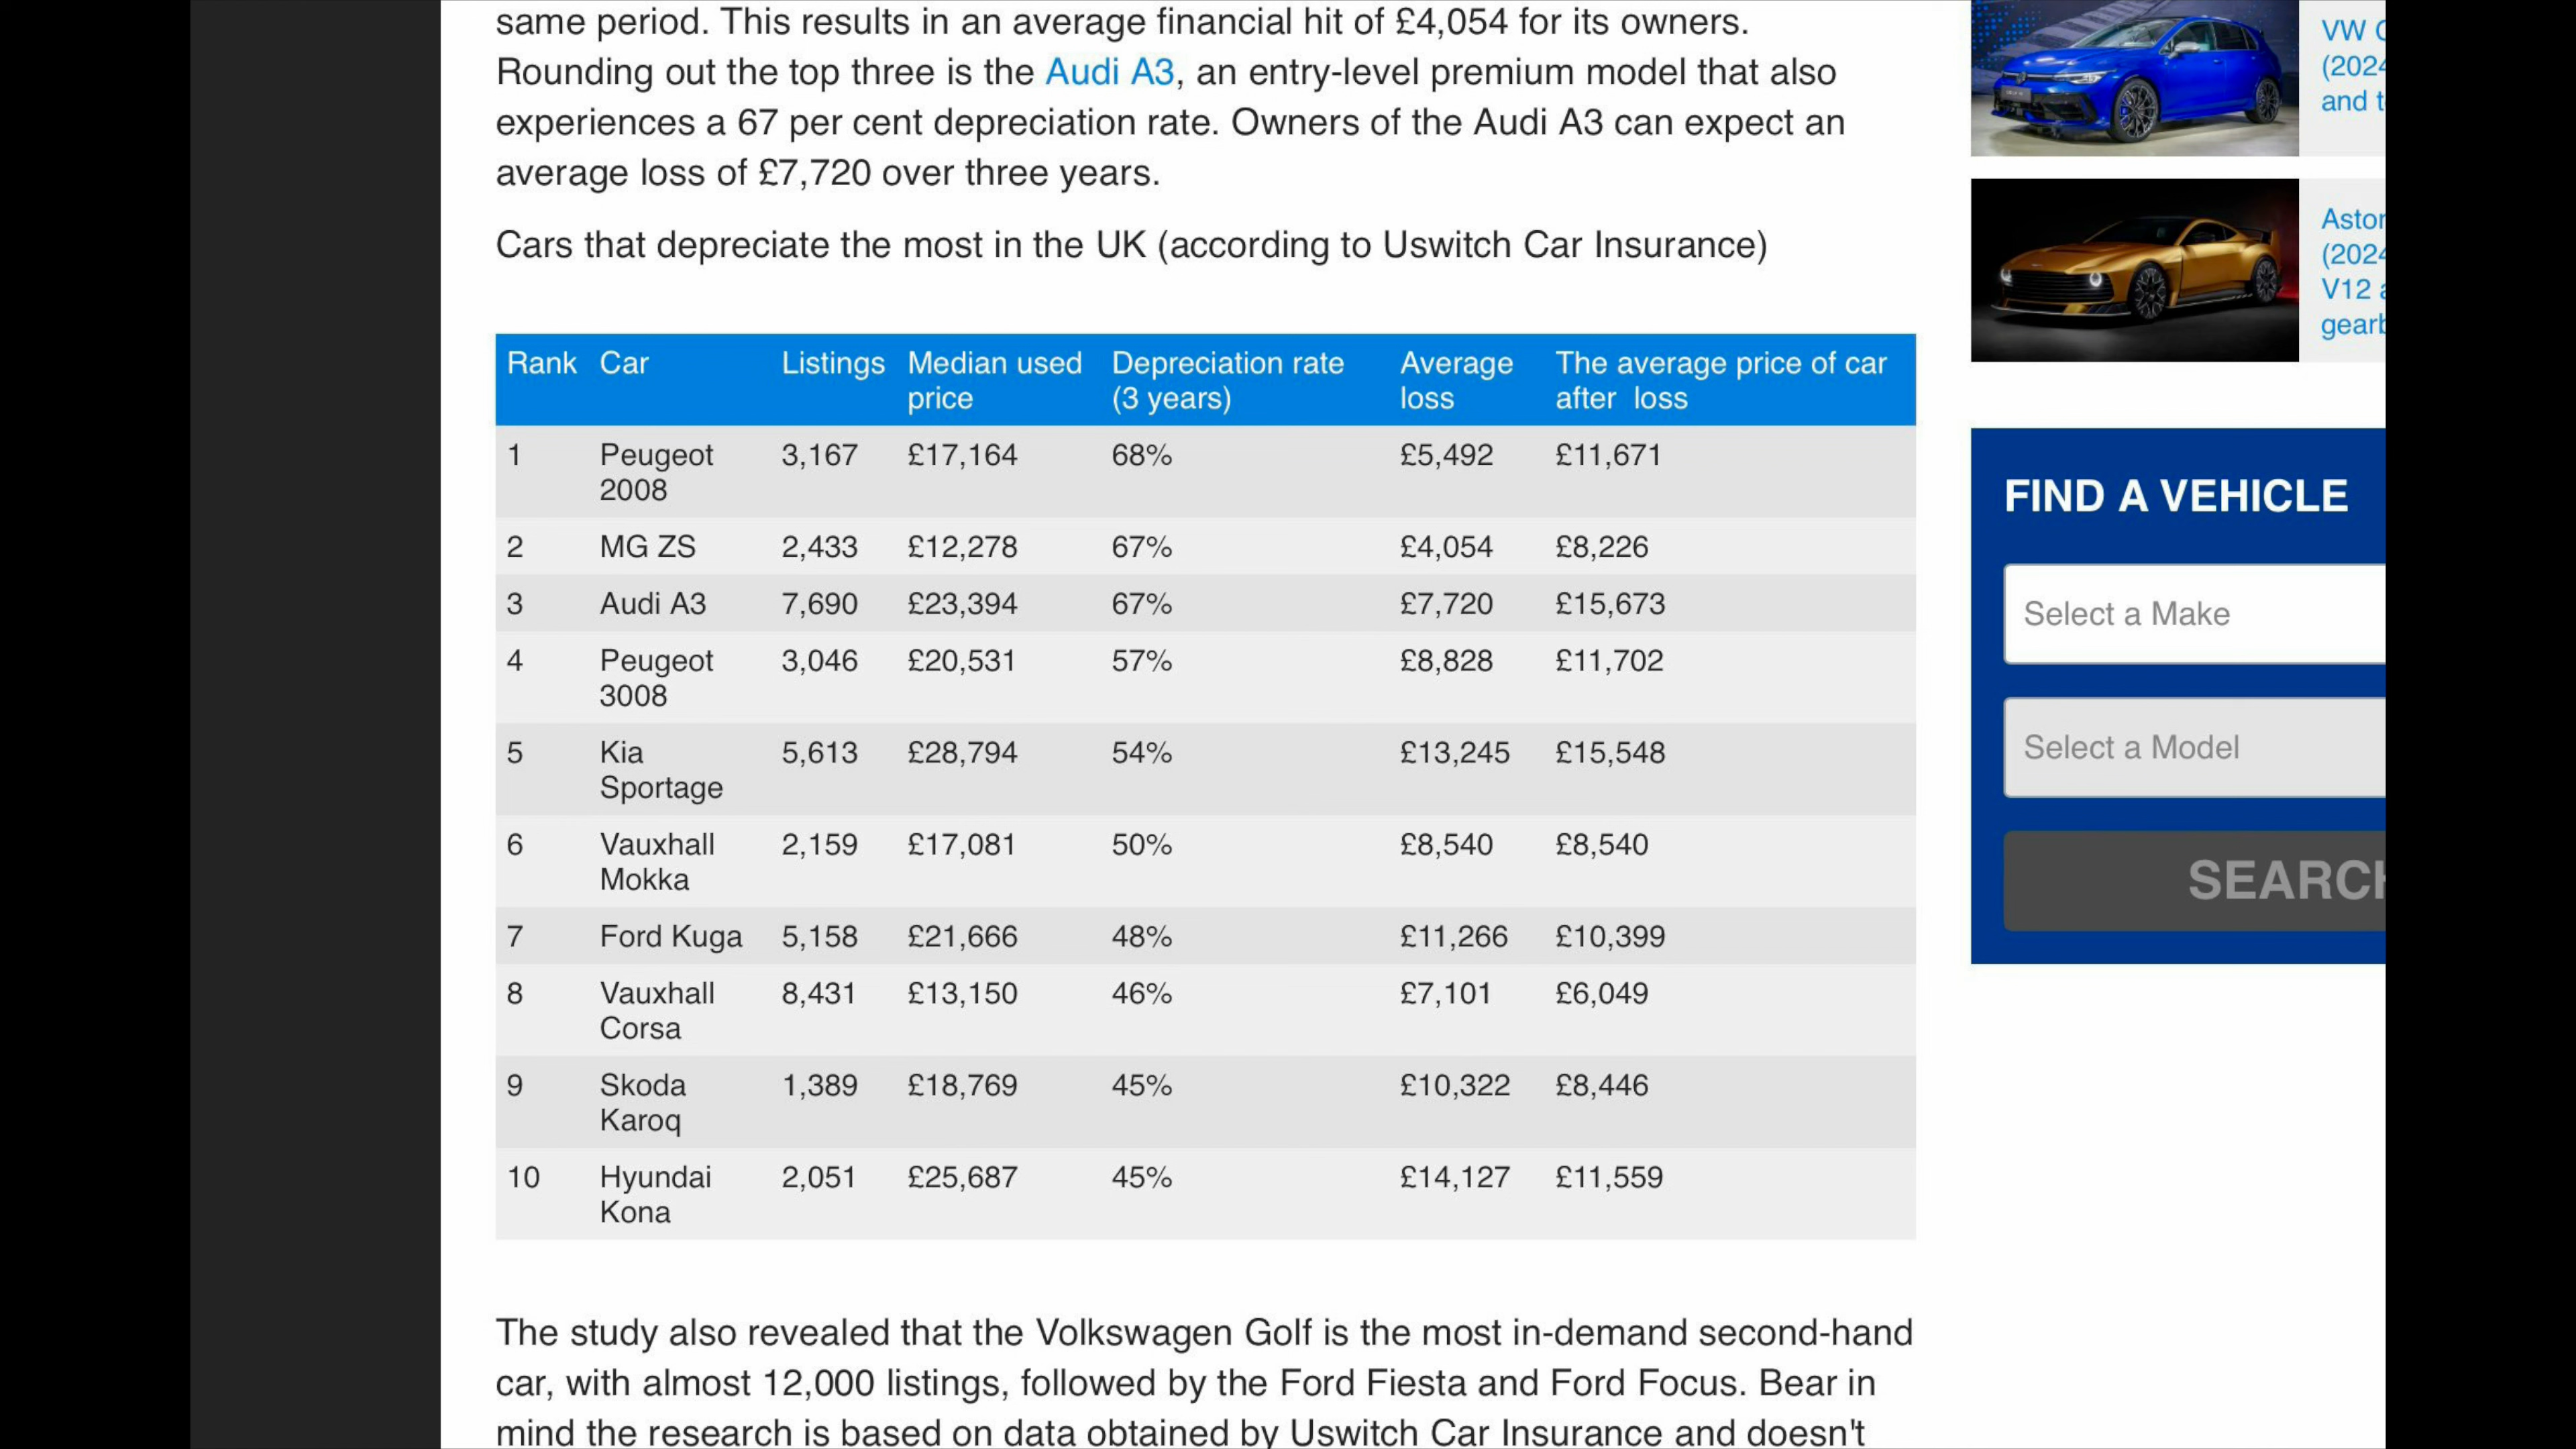 same period. This results in an average financial hit of £4,054 for its owners.
Rounding out the top three is the Audi A3, an entry-level premium model that also
experiences a 67 per cent depreciation rate. Owners of the Audi A3 can expect an
average loss of £7,720 over three years.
Cars that depreciate the most in the UK (according to Uswitch Car Insurance)
Rank Car Listings Median used price Depreciation rate (3 years) Average loss The average price of car after loss
1 Peugeot 2008 3,167 £17,164 68% £5,492 £11,671
2 MG ZS 2,433 £12,278 67% £4,054 £8,226
3 Audi A3 7,690 £23,394 67% £7,720 £15,673
4 Peugeot 3008 3,046 £20,531 57% £8,828 £11,702
5 Kia Sportage 5,613 £28,794 54% £13,245 £15,548
6 Vauxhall Mokka 2,159 £17,081 50% £8,540 £8,540
7 Ford Kuga 5,158 £21,666 48% £11,266 £10,399
8 Vauxhall Corsa 8,431 £13,150 46% £7,101 £6,049
9 Skoda Karoq 1,389 £18,769 45% £10,322 £8,446
10 Hyundai Kona 2,051 £25,687 45% £14,127 £11,559
The study also revealed that the Volkswagen Golf is the most in-demand second-hand
car, with almost 12,000 listings, followed by the Ford Fiesta and Ford Focus. Bear in
mind the research is based on data obtained by Uswitch Car Insurance and doesn't
VW
(2024
and
Aston
(2024
V12
FIND A VEHICLE
Select a Make
Select a Model
SEARCH